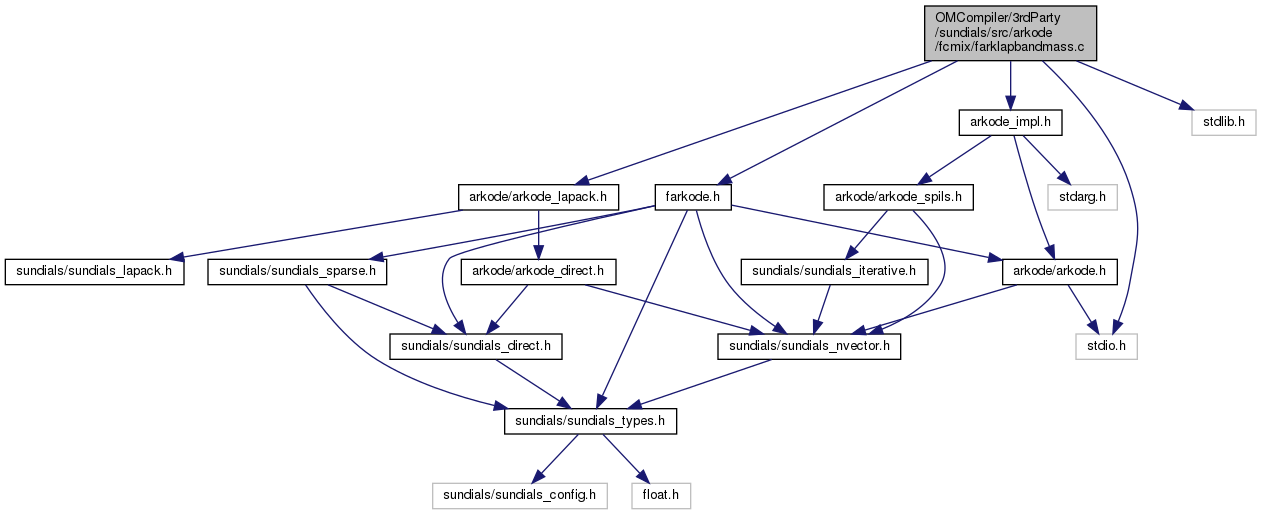 OMCompiler/3rdParty
/sundials/src/arkode
/fcmix/farklapbandmass.c
arkode_impl.h
stdlib.h
arkode/arkode_lapack.h
farkode.h
arkode/arkode_spils.h
stdarg.h
sundials/sundials_lapack.h
sundials/sundials_sparse.h
arkode/arkode_direct.h
sundials/sundials_iterative.h
arkode/arkode.h
sundials/sundials_direct.h
sundials/sundials_nvector.h
stdio.h
sundials/sundials_types.h
sundials/sundials_config.h
float.h